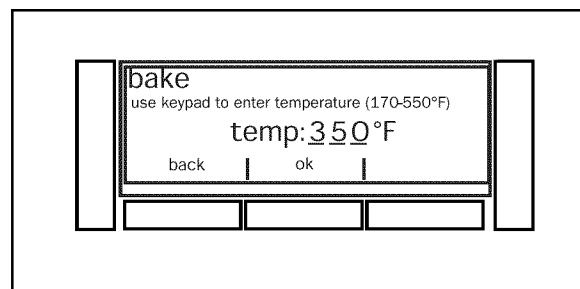 bake
use keypad to enter temperature (170-550°F)
temp: 350°F
back ok